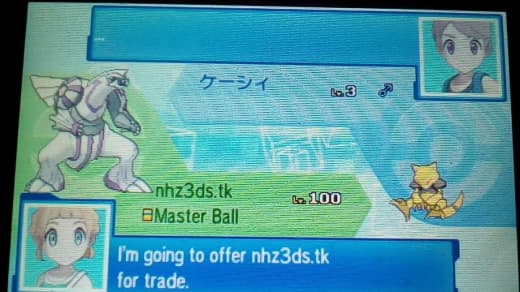 ケーシィ
Lv.3 ♂
nhz3ds.tk
Lv.100
Master Ball
I'm going to offer nhz3ds.tk
for trade.